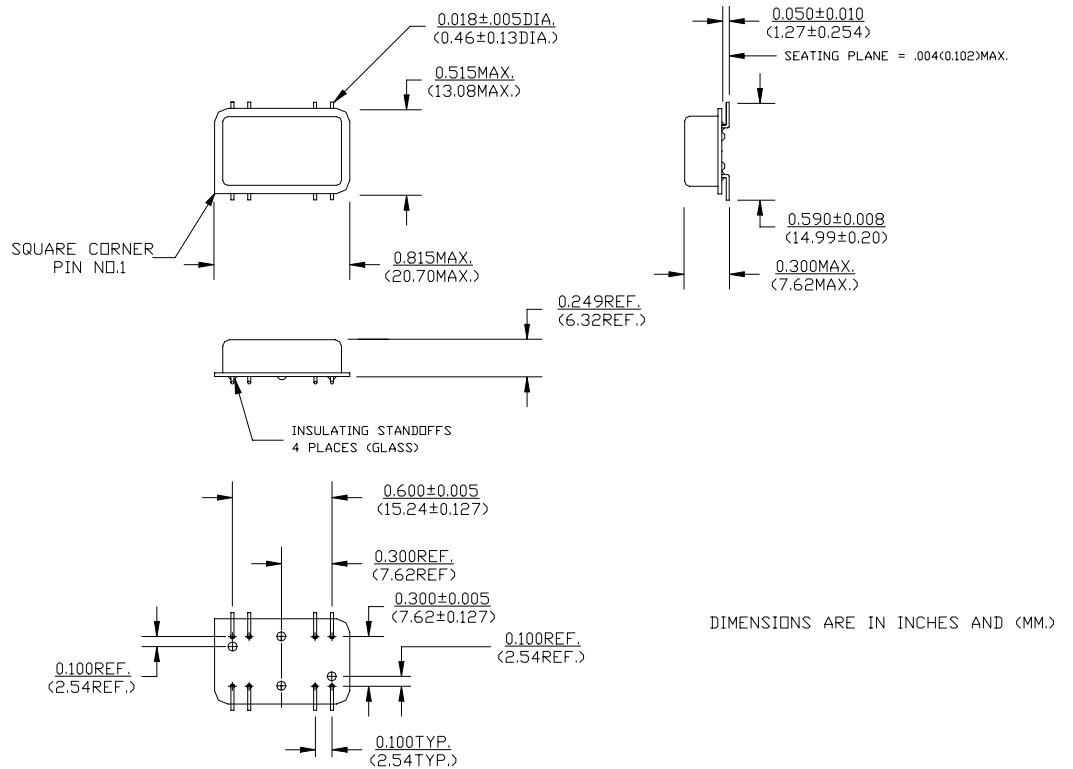 0.018±.005DIA.
(0.46±0.13DIA.)
0.515MAX.
(13.08MAX.)
SQUARE CORNER
PIN NO.1
0.815MAX.
(20.70MAX.)
0.050±0.010
(1.27±0.254)
SEATING PLANE = .004(0.102)MAX.
0.590±0.008
(14.99±0.20)
0.300MAX.
(7.62MAX.)
0.249REF.
(6.32REF.)
INSULATING STANDOFFS
4 PLACES (GLASS)
0.600±0.005
(15.24±0.127)
0.300REF.
(7.62REF)
0.300±0.005
(7.62±0.127)
0.100REF.
(2.54REF.)
0.100REF.
(2.54REF.)
0.100TYP.
(2.54TYP.)
DIMENSIONS ARE IN INCHES AND (MM.)